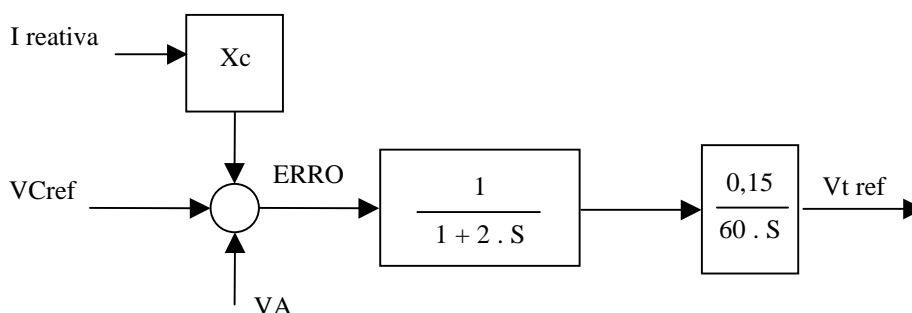 I reativa
Xc
VCref
ERRO
1
1 + 2 . S
0,15
60 . S
Vt ref
VA